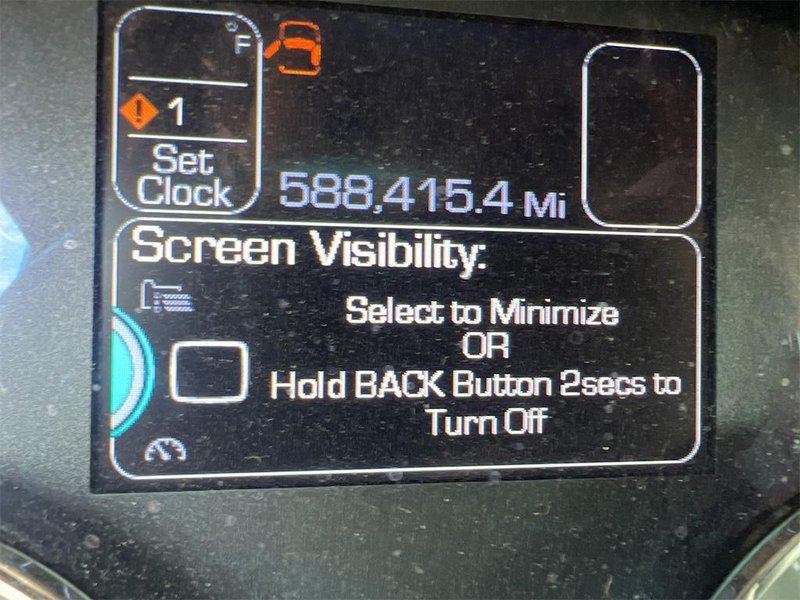 °F
! 1
Set
Clock
588,415.4 Mi
Screen Visibility:
Select to Minimize
OR
Hold BACK Button 2secs to
Turn Off